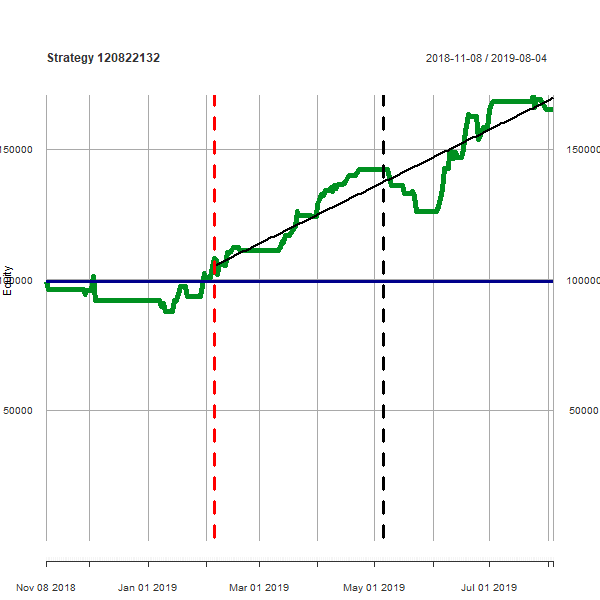 Strategy 120822132
2018-11-08 / 2019-08-04
150000
150000
100000
100000
Equity
50000
50000
Nov 08 2018
Jan 01 2019
Mar 01 2019
May 01 2019
Jul 01 2019